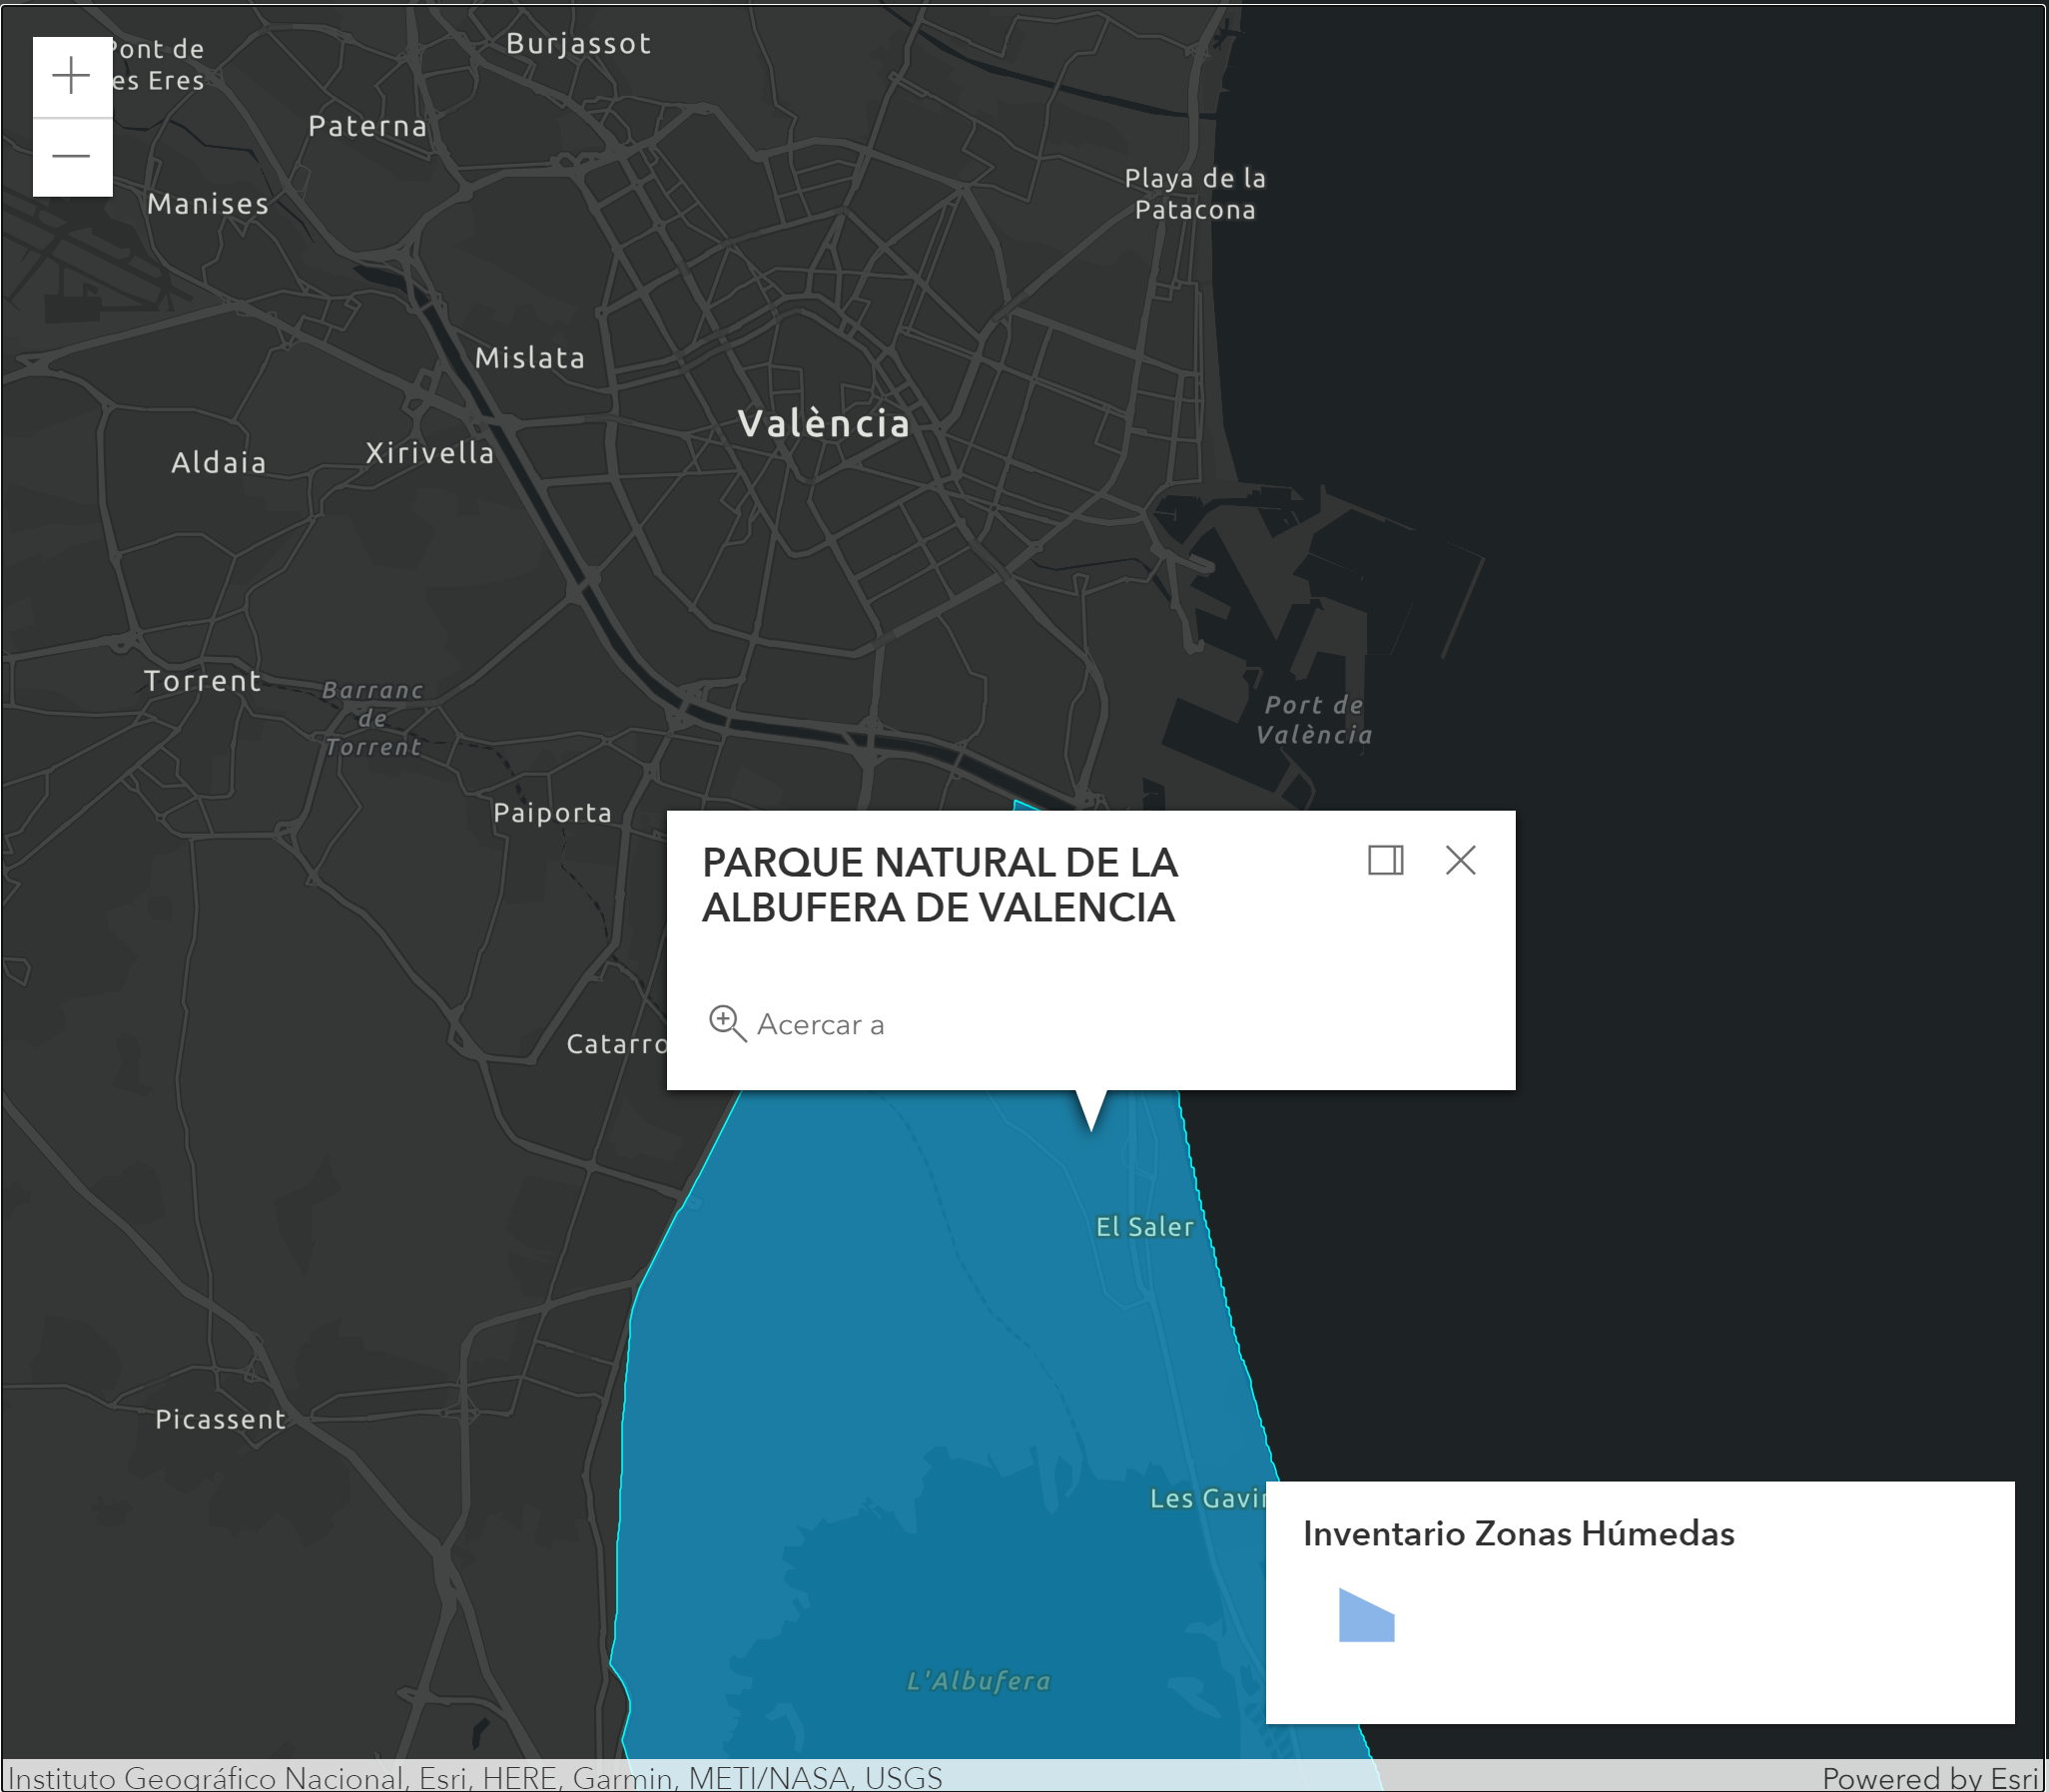 Pont de
es Eres
Burjassot
Paterna
Manises
Playa de la
Patacona
Mislata
València
Xirivella
Aldaia
Torrent
Barranc
de
Torrent
Port de
València
Paiporta
PARQUE NATURAL DE LA
ALBUFERA DE VALENCIA
Acercar a
Catarro
El Saler
Picassent
Les Gavin
Inventario Zonas Húmedas
L'Albufera
Instituto Geográfico Nacional, Esri, HERE, Garmin, METI/NASA, USGS
Powered by Esri